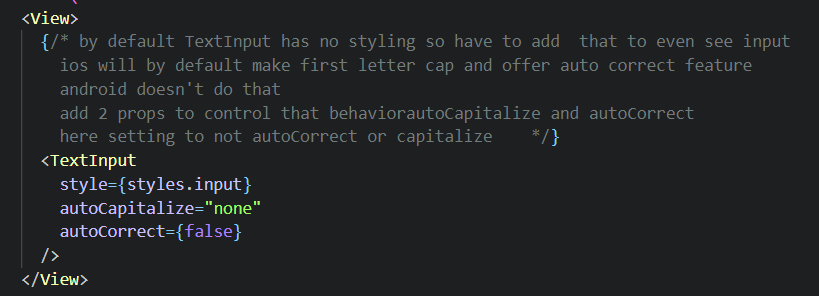 <View>
{/* by default TextInput has no styling so have to add  that to even see input
ios will by default make first letter cap and offer auto correct feature
android doesn't do that
add 2 props to control that behaviorautoCapitalize and autoCorrect
here setting to not autoCorrect or capitalize    */}
<TextInput
style={styles.input}
autoCapitalize="none"
autoCorrect={false}
/>
</View>